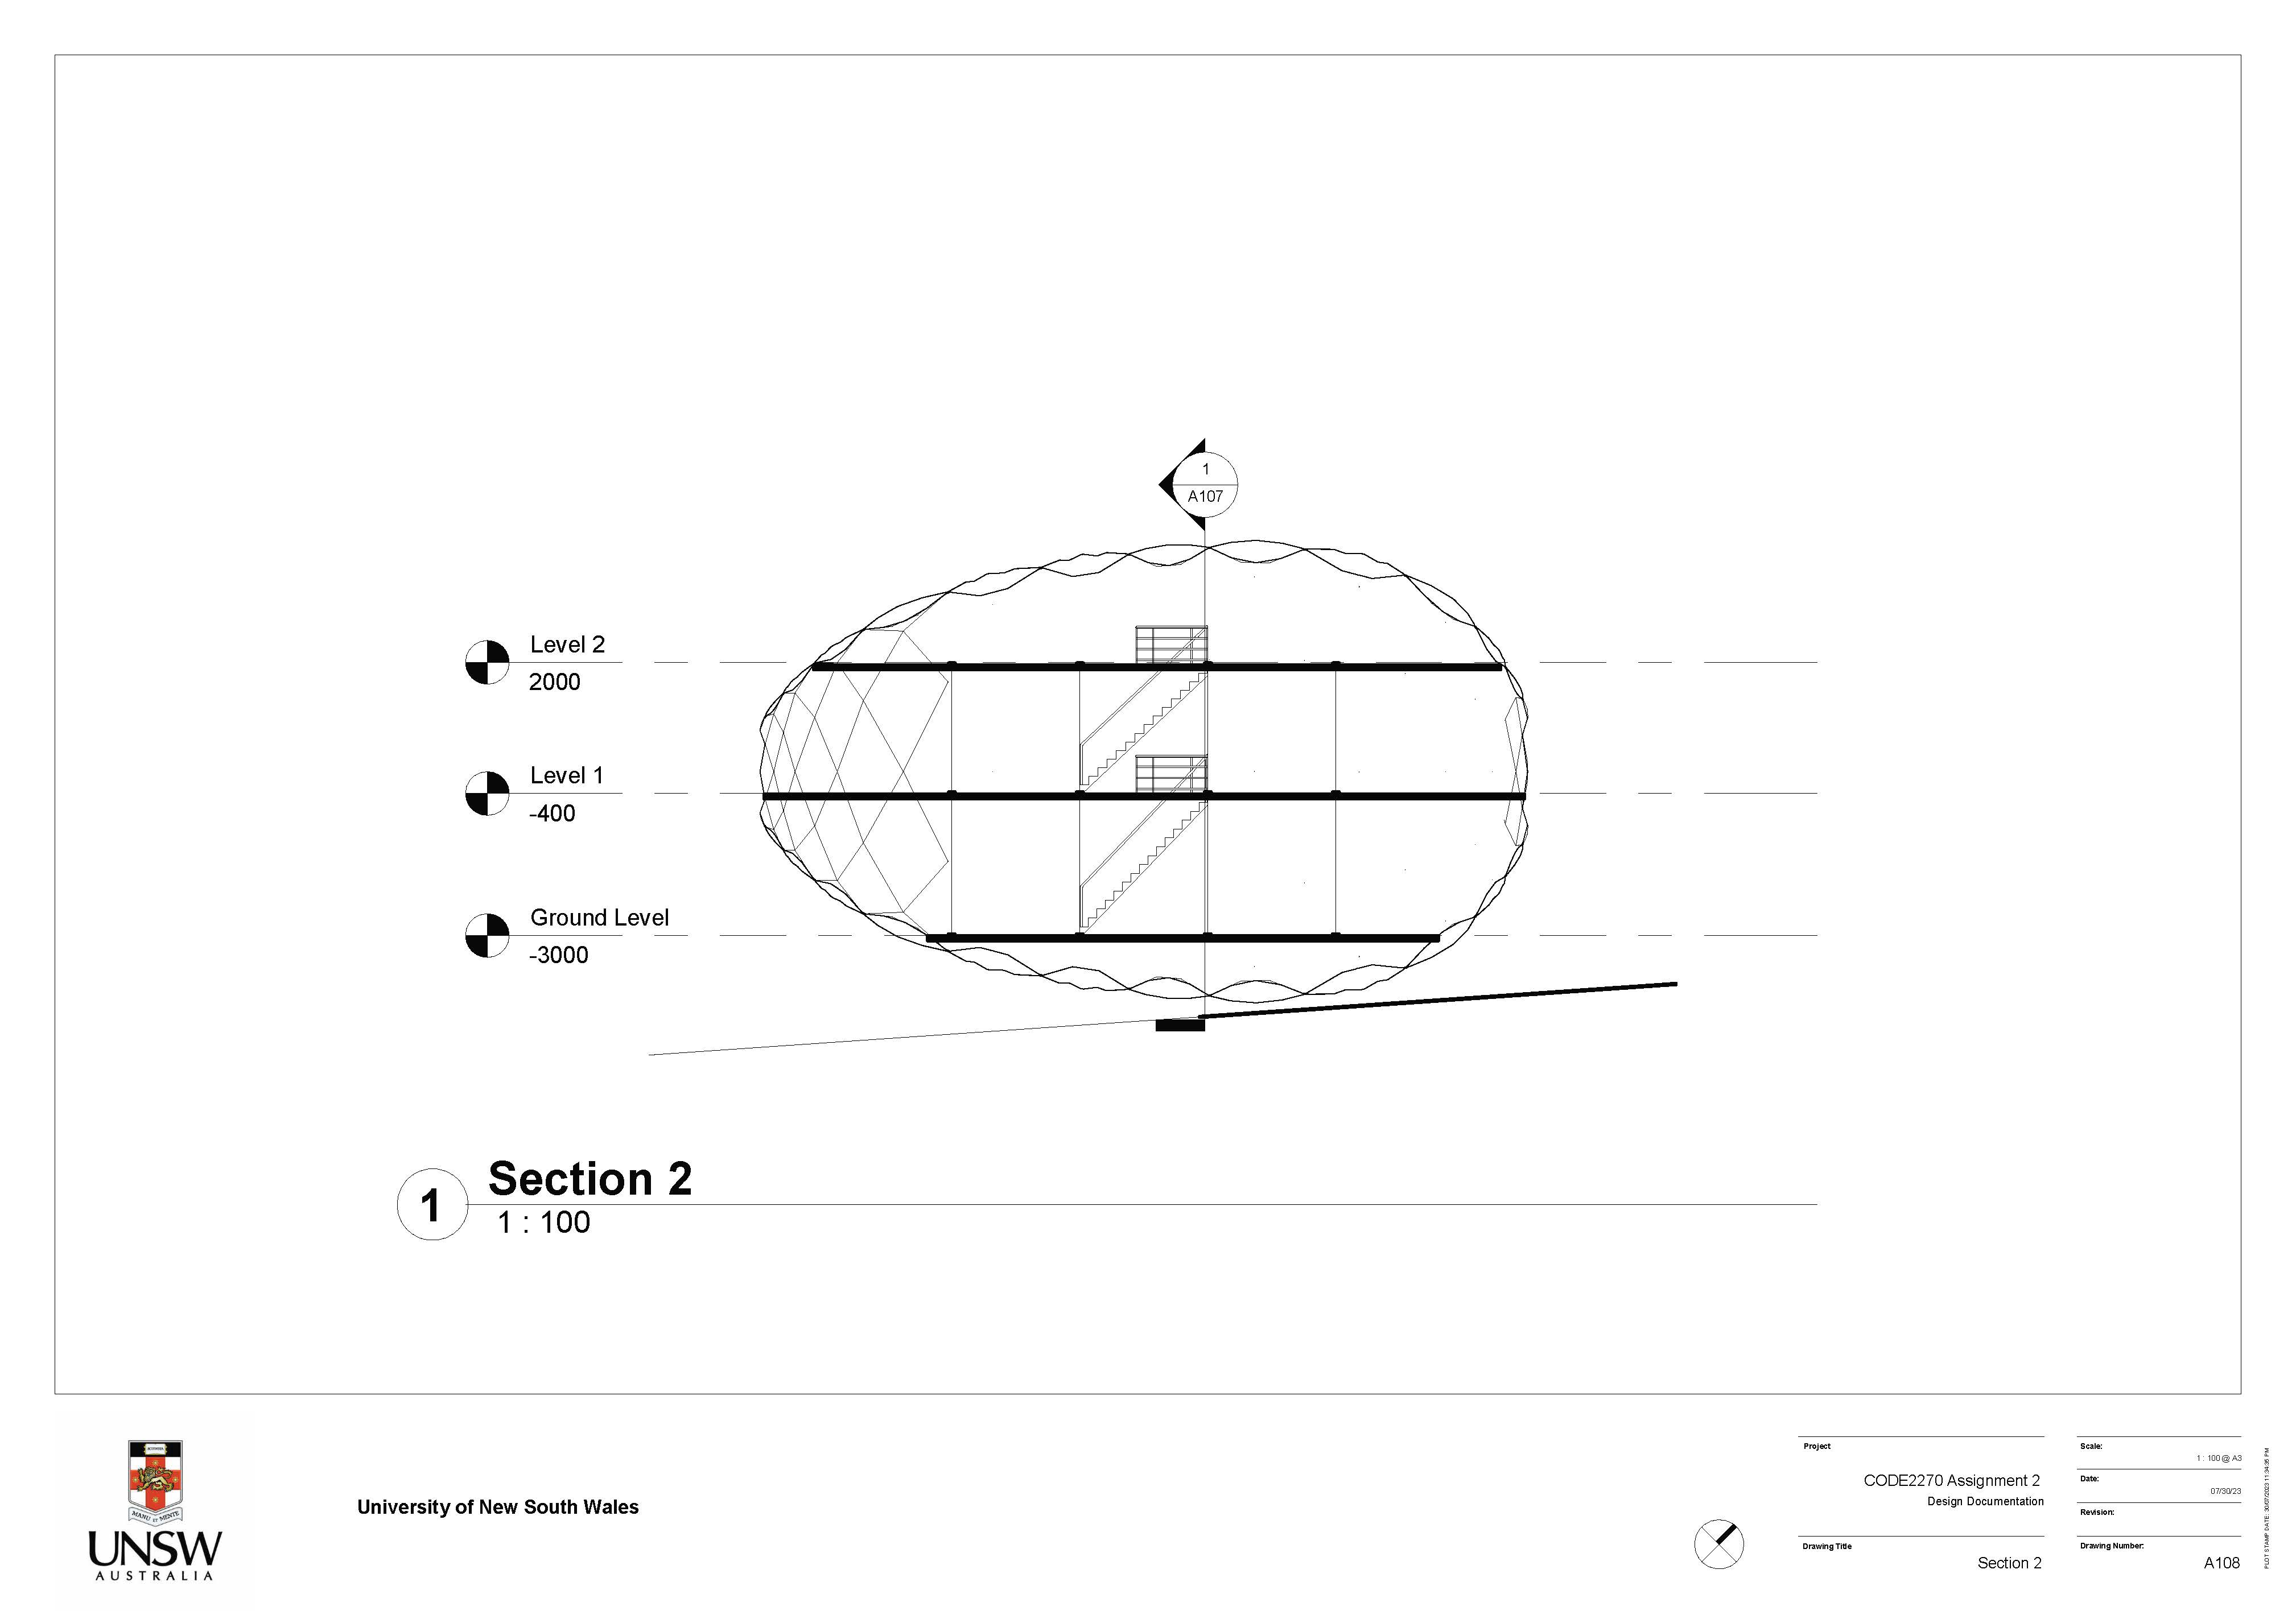 1
A107
Level 2
2000
Level 1
-400
Ground Level
-3000
1
Section 2
1 : 100
MANU ET MENTE
UNSW
AUSTRALIA
University of New South Wales
Project
CODE2270 Assignment 2
Design Documentation
Drawing Title
Section 2
Scale:
1 : 100 @ A3
Date:
07/30/23
Revision:
Drawing Number:
A108
PLOT STAMP DATE: 30/07/2023 11:34:35 PM